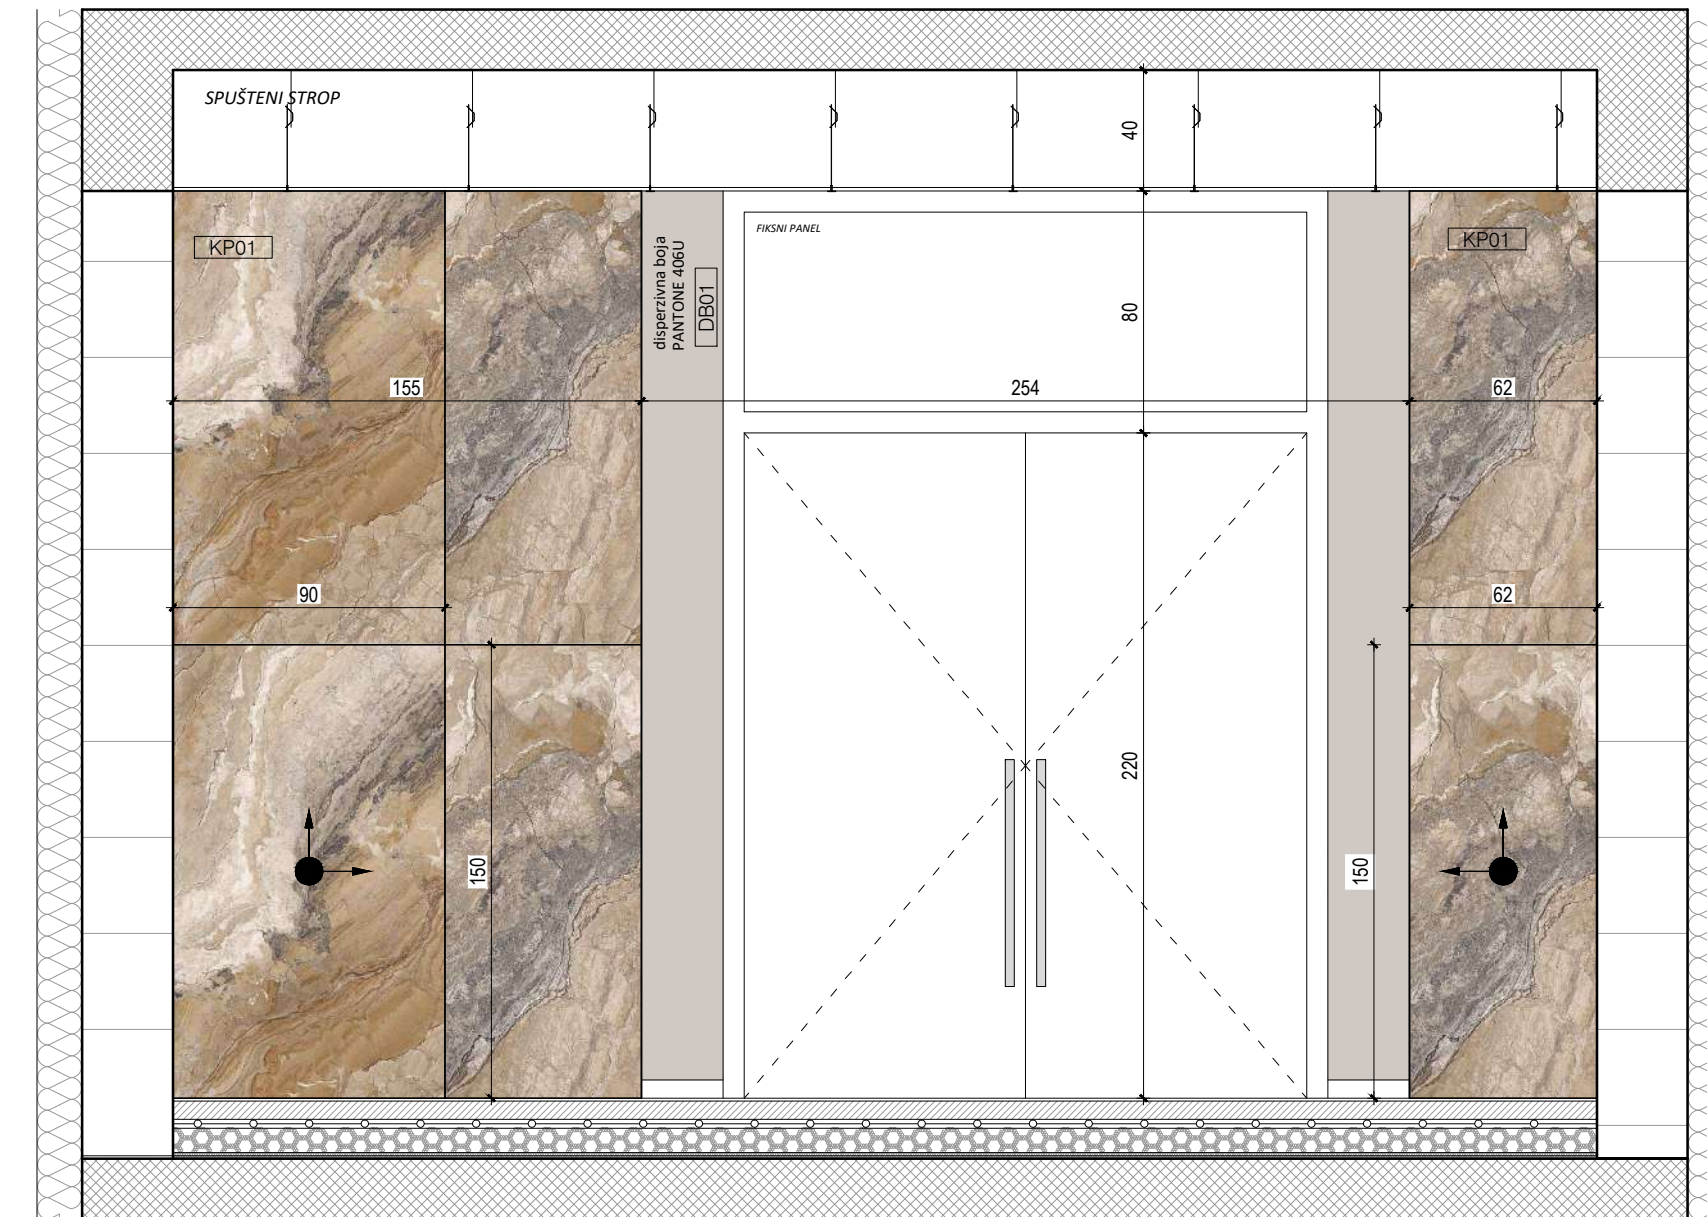 SPUŠTENI STROP
40
KP01
disperzivna boja
PANTONE 406U
DB01
FIKSNI PANEL
KP01
80
155
254
62
90
62
220
150
150